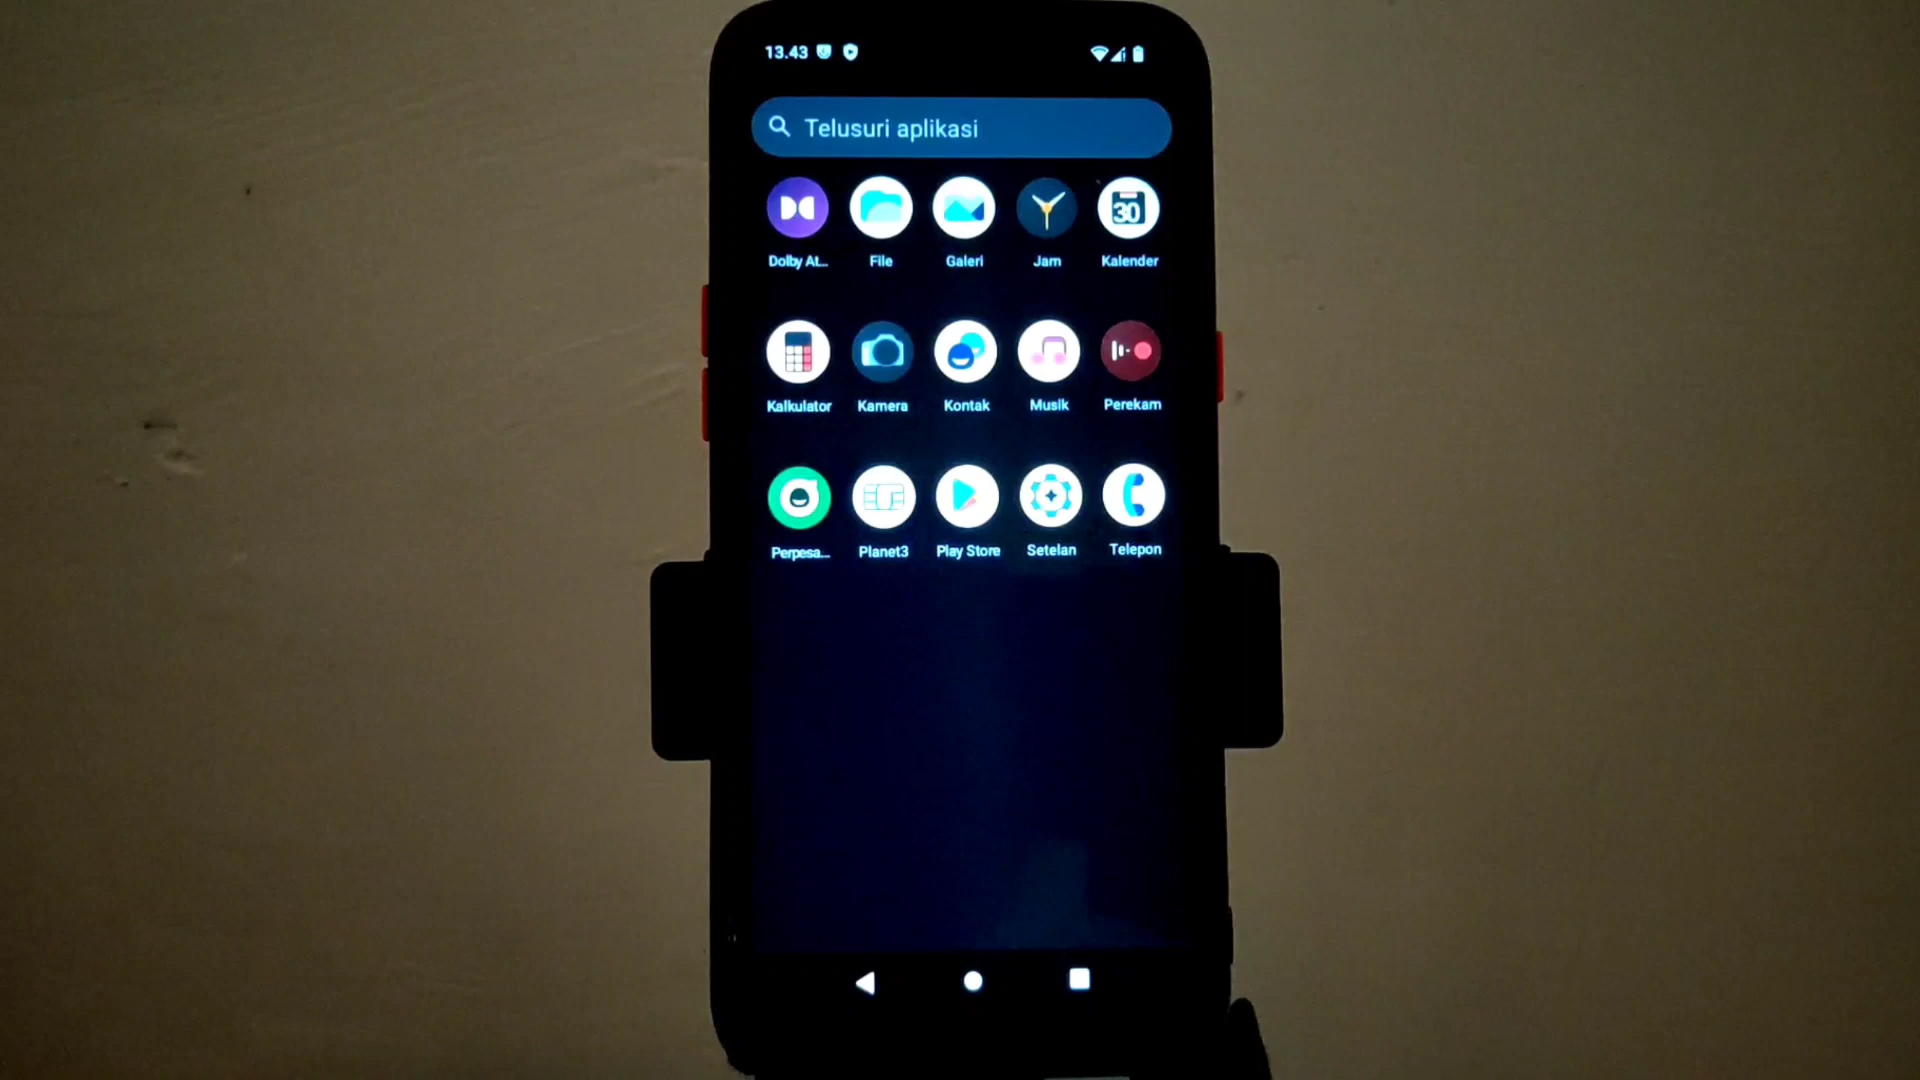 13.43
Telusuri aplikasi
Dolby At... File Galeri Jam Kalender
30
Kalkulator Kamera Kontak Musik Perekam
Perpesa... Planet3 Play Store Setelan Telepon